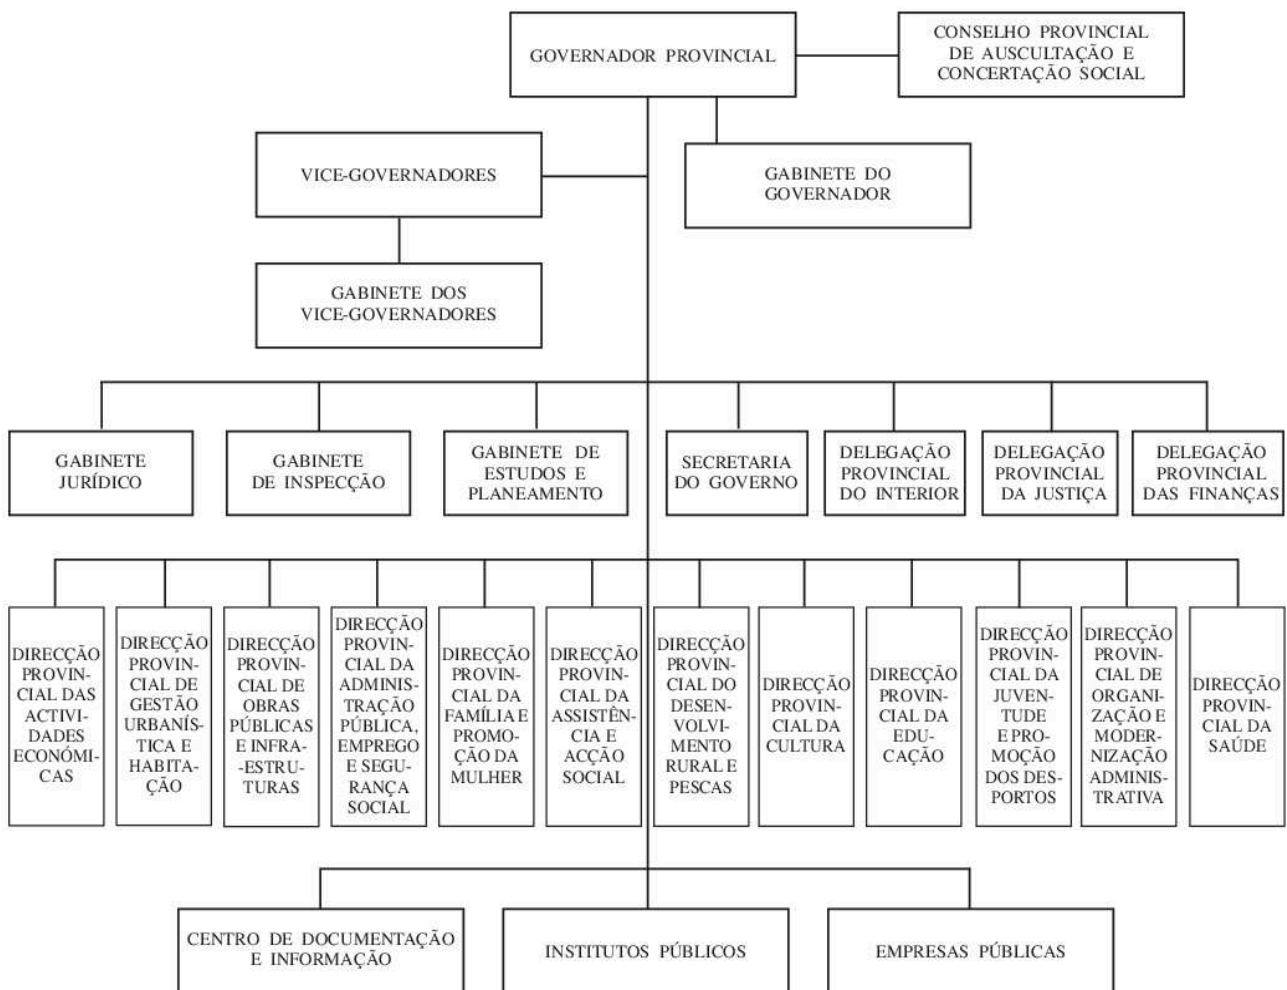 GOVERNADOR PROVINCIAL
CONSELHO PROVINCIAL
DE AUSCULTAÇÃO E
CONCERTAÇÃO SOCIAL
VICE-GOVERNADORES
GABINETE DO
GOVERNADOR
GABINETE DOS
VICE-GOVERNADORES
GABINETE
JURÍDICO
GABINETE
DE INSPECÇÃO
GABINETE DE
ESTUDOS E
PLANEAMENTO
SECRETARIA
DO GOVERNO
DELEGAÇÃO
PROVINCIAL
DO INTERIOR
DELEGAÇÃO
PROVINCIAL
DA JUSTIÇA
DELEGAÇÃO
PROVINCIAL
DAS FINANÇAS
DIRECÇÃO
PROVIN-
CIAL DAS
ACTIVI-
DADES
ECONÓMI-
CAS
DIRECÇÃO
PROVIN-
CIAL DE
GESTÃO
URBANÍS-
TICA E
HABITA-
ÇÃO
DIRECÇÃO
PROVIN-
CIAL DE
OBRAS
PÚBLICAS
E INFRA-
-ESTRU-
TURAS
DIRECÇÃO
PROVIN-
CIAL DA
ADMINIS-
TRAÇÃO
PÚBLICA,
EMPREGO
E SEGU-
RANÇA
SOCIAL
DIRECÇÃO
PROVIN-
CIAL DA
FAMÍLIA E
PROMO-
ÇÃO DA
MULHER
DIRECÇÃO
PROVIN-
CIAL DA
ASSISTÊN-
CIA E
ACÇÃO
SOCIAL
DIRECÇÃO
PROVIN-
CIAL DO
DESEN-
VOLVI-
MENTO
RURAL E
PESCAS
DIRECÇÃO
PROVIN-
CIAL DA
CULTURA
DIRECÇÃO
PROVIN-
CIAL DA
EDU-
CAÇÃO
DIRECÇÃO
PROVIN-
CIAL DA
JUVEN-
TUDE
E PRO-
MOÇÃO
DOS DES-
PORTOS
DIRECÇÃO
PROVIN-
CIAL DE
ORGANI-
ZAÇÃO E
MODER-
NIZAÇÃO
ADMINIS-
TRATIVA
DIRECÇÃO
PROVIN-
CIAL DA
SAÚDE
CENTRO DE DOCUMENTAÇÃO
E INFORMAÇÃO
INSTITUTOS PÚBLICOS
EMPRESAS PÚBLICAS